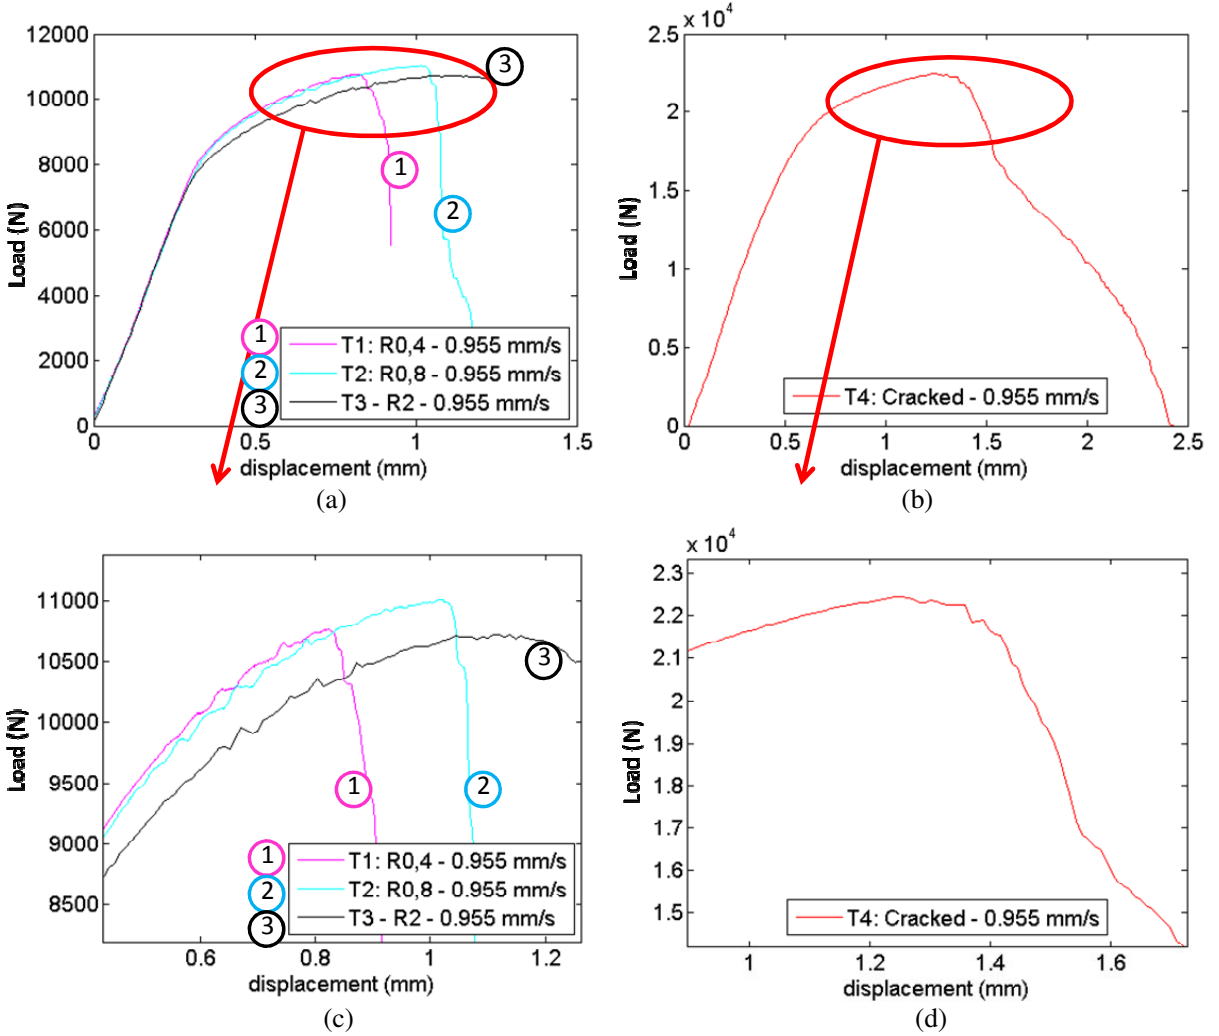 12000
10000
8000
6000
4000
2000
0
Load (N)
0
0.5
1
1.5
displacement (mm)
1
2
3
1 T1: R0,4 - 0.955 mm/s
2 T2: R0,8 - 0.955 mm/s
3 T3 - R2 - 0.955 mm/s
(a)
x 10⁴
2.5
2
1.5
1
0.5
0
Load (N)
0
0.5
1
1.5
2
2.5
displacement (mm)
T4: Cracked - 0.955 mm/s
(b)
11000
10500
10000
9500
9000
8500
Load (N)
0.6
0.8
1
1.2
displacement (mm)
1
2
3
1 T1: R0,4 - 0.955 mm/s
2 T2: R0,8 - 0.955 mm/s
3 T3 - R2 - 0.955 mm/s
(c)
x 10⁴
2.3
2.2
2.1
2
1.9
1.8
1.7
1.6
1.5
Load (N)
1
1.2
1.4
1.6
displacement (mm)
T4: Cracked - 0.955 mm/s
(d)